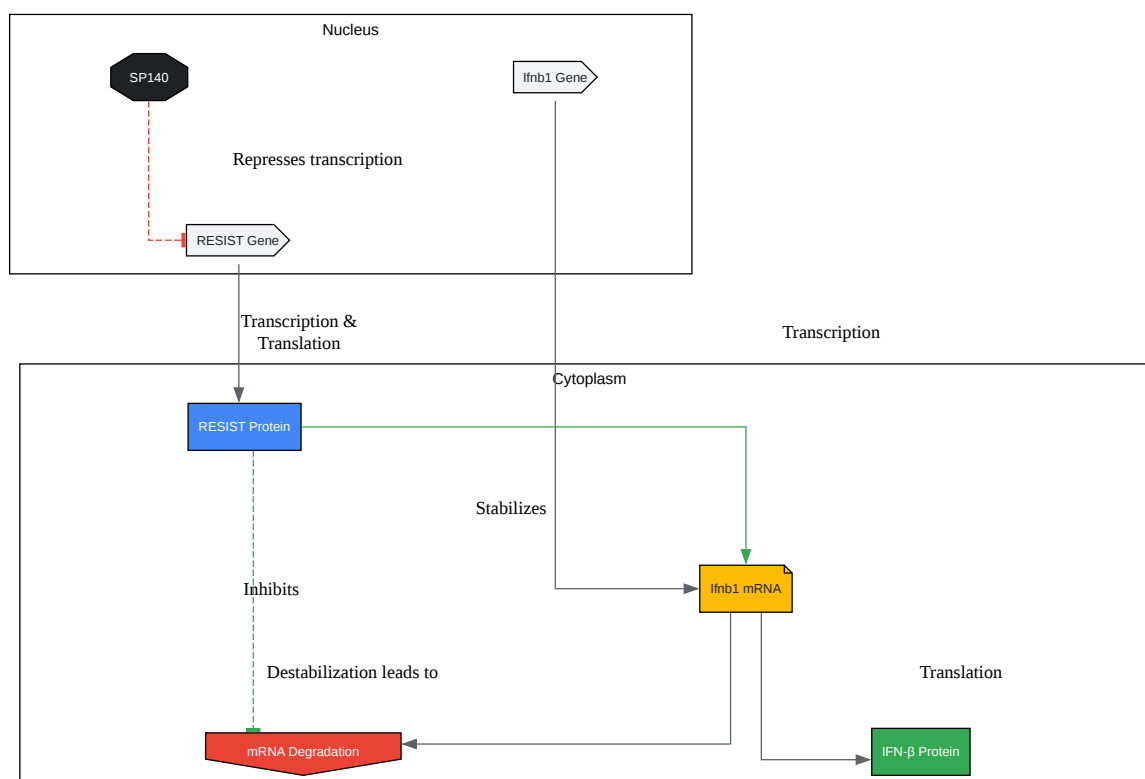 Nucleus
SP140
Ifnb1 Gene
Represses transcription
RESIST Gene
Transcription &
Translation
Transcription
Cytoplasm
RESIST Protein
Stabilizes
Inhibits
Ifnb1 mRNA
Destabilization leads to
Translation
mRNA Degradation
IFN-β Protein